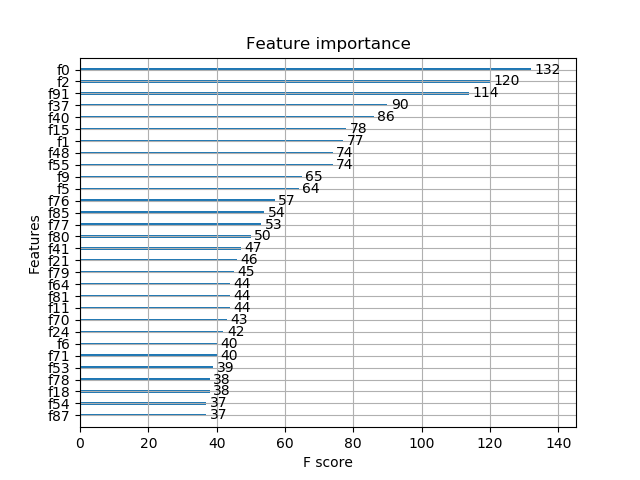 Feature importance
f0 132
f2 120
f91 114
f37 90
f40 86
f15 78
f1 77
f48 74
f55 74
f9 65
f5 64
f76 57
f85 54
f77 53
f80 50
f41 47
f21 46
f79 45
f64 44
f81 44
f11 44
f70 43
f24 42
f6 40
f71 40
f53 39
f78 38
f18 38
f54 37
f87 37
Features
0 20 40 60 80 100 120 140
F score